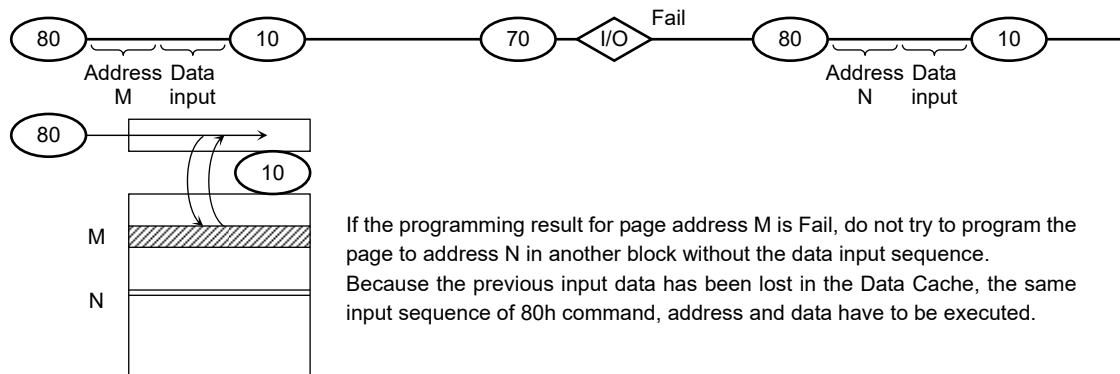 80 10 70 I/O Fail 80 10
Address Data Address Data
M input N input
80
10
M
N
If the programming result for page address M is Fail, do not try to program the
page to address N in another block without the data input sequence.
Because the previous input data has been lost in the Data Cache, the same
input sequence of 80h command, address and data have to be executed.